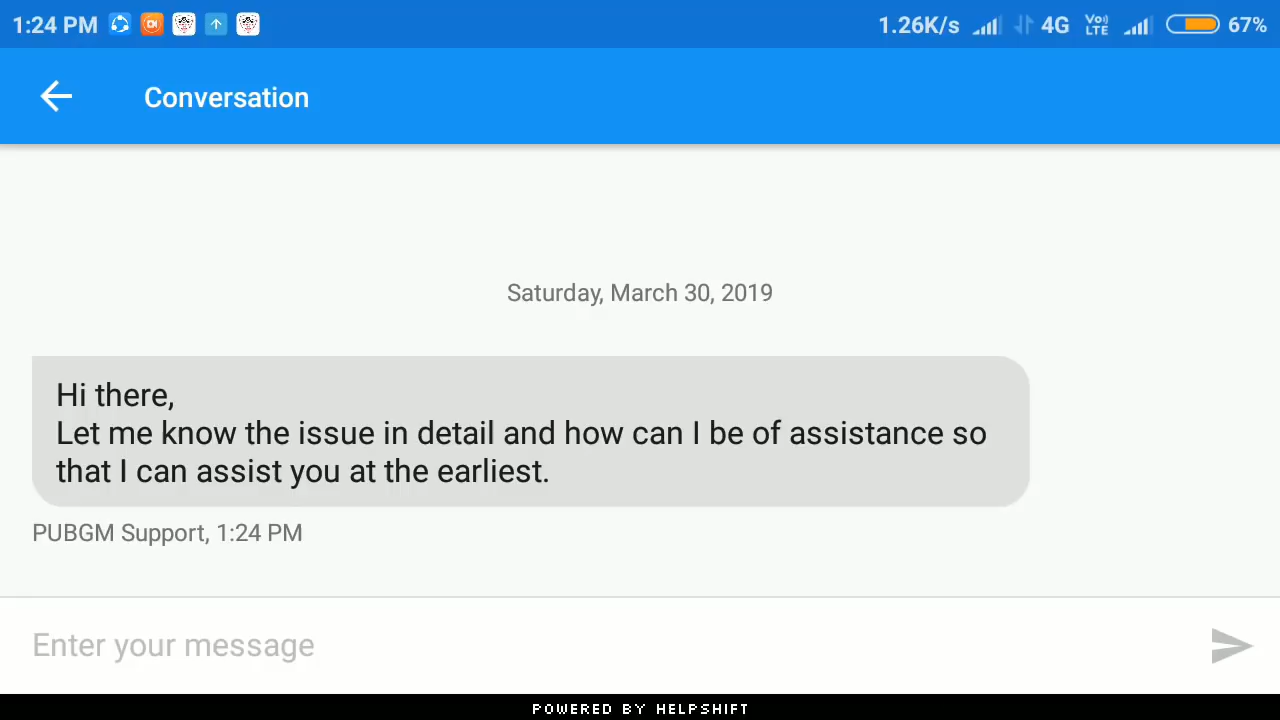 1:24 PM 1.26K/s 4G Vo) LTE 67%
Conversation
Saturday, March 30, 2019
Hi there,
Let me know the issue in detail and how can I be of assistance so
that I can assist you at the earliest.
PUBGM Support, 1:24 PM
Enter your message
POWERED BY HELPSHIFT